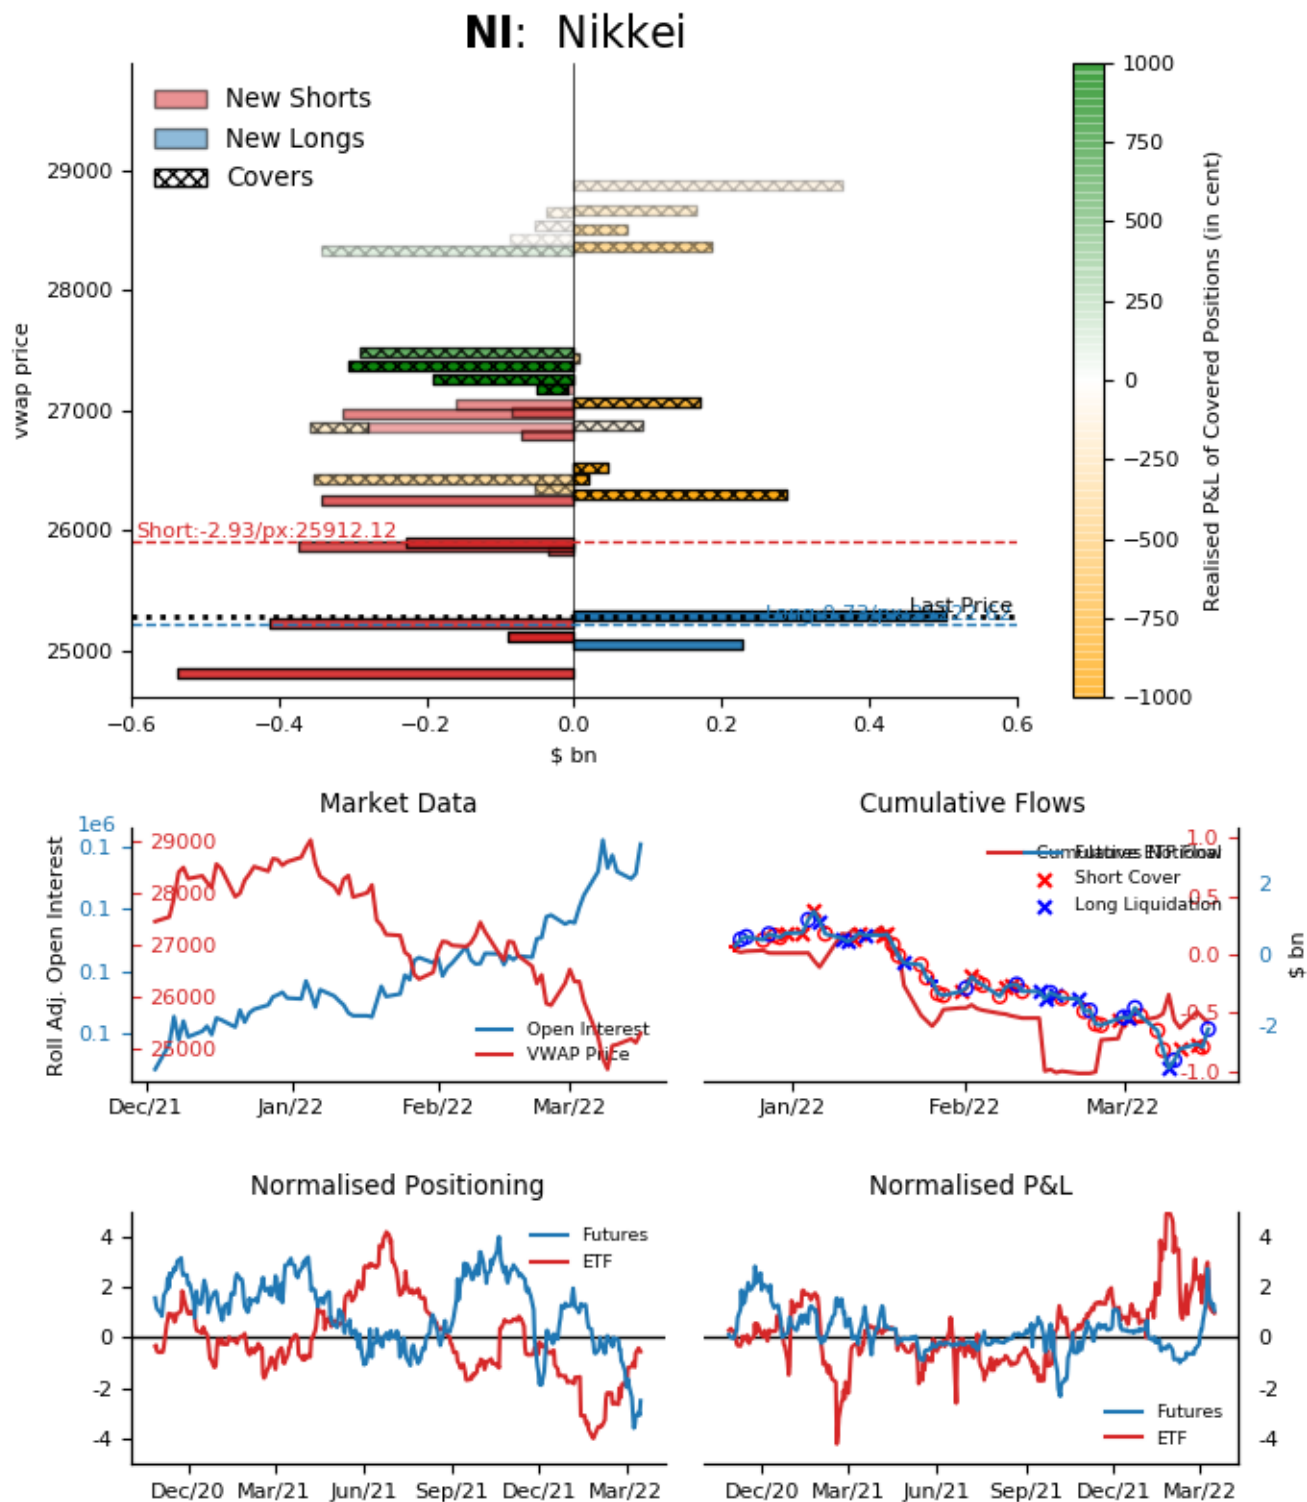 NI: Nikkei
New Shorts
New Longs
Covers
vwap price
29000
28000
27000
26000
25000
Short:-2.93/px:25912.12
Last Price
−0.6
−0.4
−0.2
0.0
0.2
0.4
0.6
$ bn
1000
750
500
250
0
−250
−500
−750
−1000
Realised P&L of Covered Positions (in cent)
Market Data
1e6
Roll Adj. Open Interest
0.1
0.1
0.1
0.1
29000
28000
27000
26000
25000
Open Interest
VWAP Price
Dec/21
Jan/22
Feb/22
Mar/22
Cumulative Flows
Short Cover
Long Liquidation
1.0
0.5
0.0
-0.5
-1.0
2
0
-2
$ bn
Jan/22
Feb/22
Mar/22
Normalised Positioning
4
2
0
-2
-4
Futures
ETF
Dec/20
Mar/21
Jun/21
Sep/21
Dec/21
Mar/22
Normalised P&L
4
2
0
-2
-4
Futures
ETF
Dec/20
Mar/21
Jun/21
Sep/21
Dec/21
Mar/22